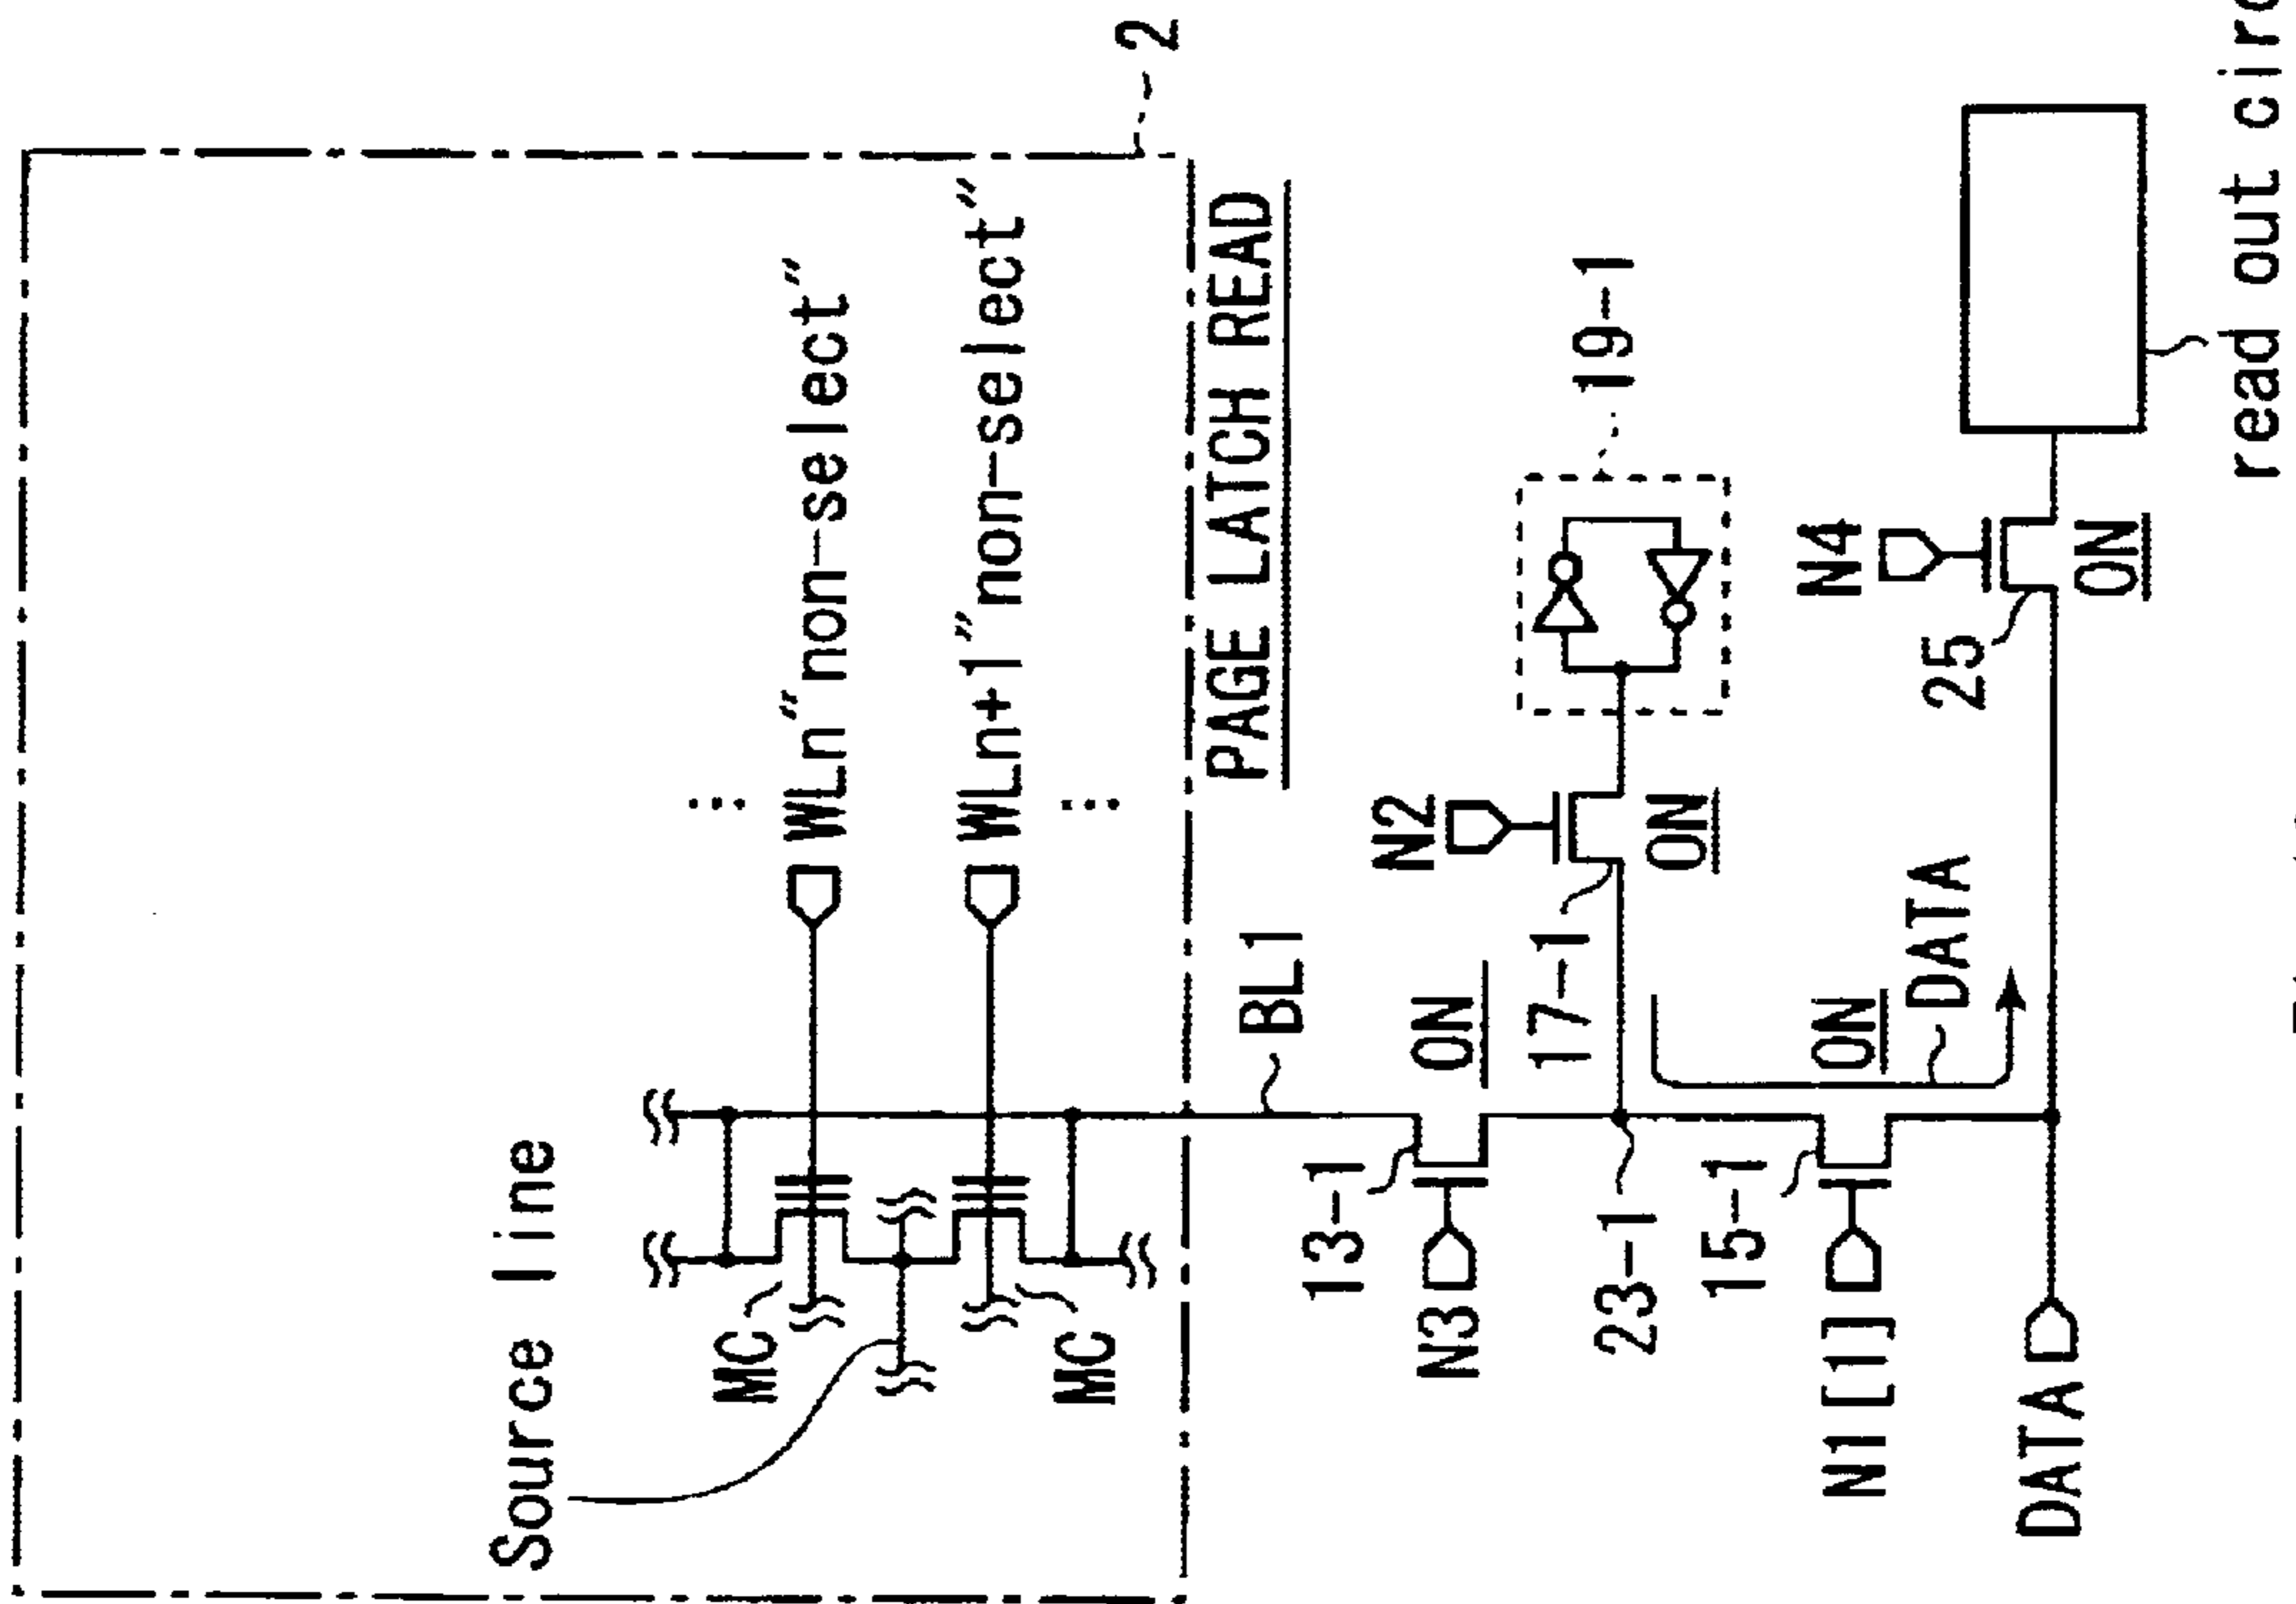 2
Source line
WLn"non-select"
MC
WLn+1"non-select"
MC
PAGE LATCH READ
BL1
13-1
ON
N3
N2
19-1
17-1
ON
23-1
15-1
ON
N1[1]
DATA
N4
25
ON
DATA
read out